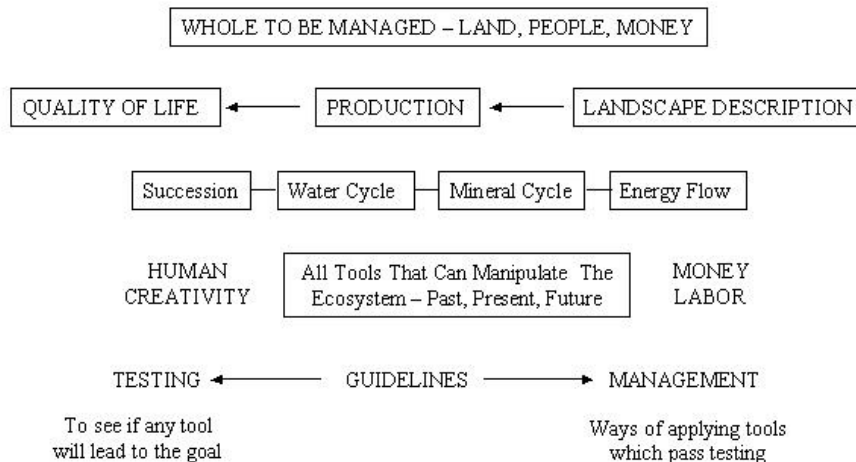 WHOLE TO BE MANAGED – LAND, PEOPLE, MONEY
QUALITY OF LIFE
PRODUCTION
LANDSCAPE DESCRIPTION
Succession
Water Cycle
Mineral Cycle
Energy Flow
HUMAN
CREATIVITY
All Tools That Can Manipulate The
Ecosystem – Past, Present, Future
MONEY
LABOR
TESTING
GUIDELINES
MANAGEMENT
To see if any tool
will lead to the goal
Ways of applying tools
which pass testing